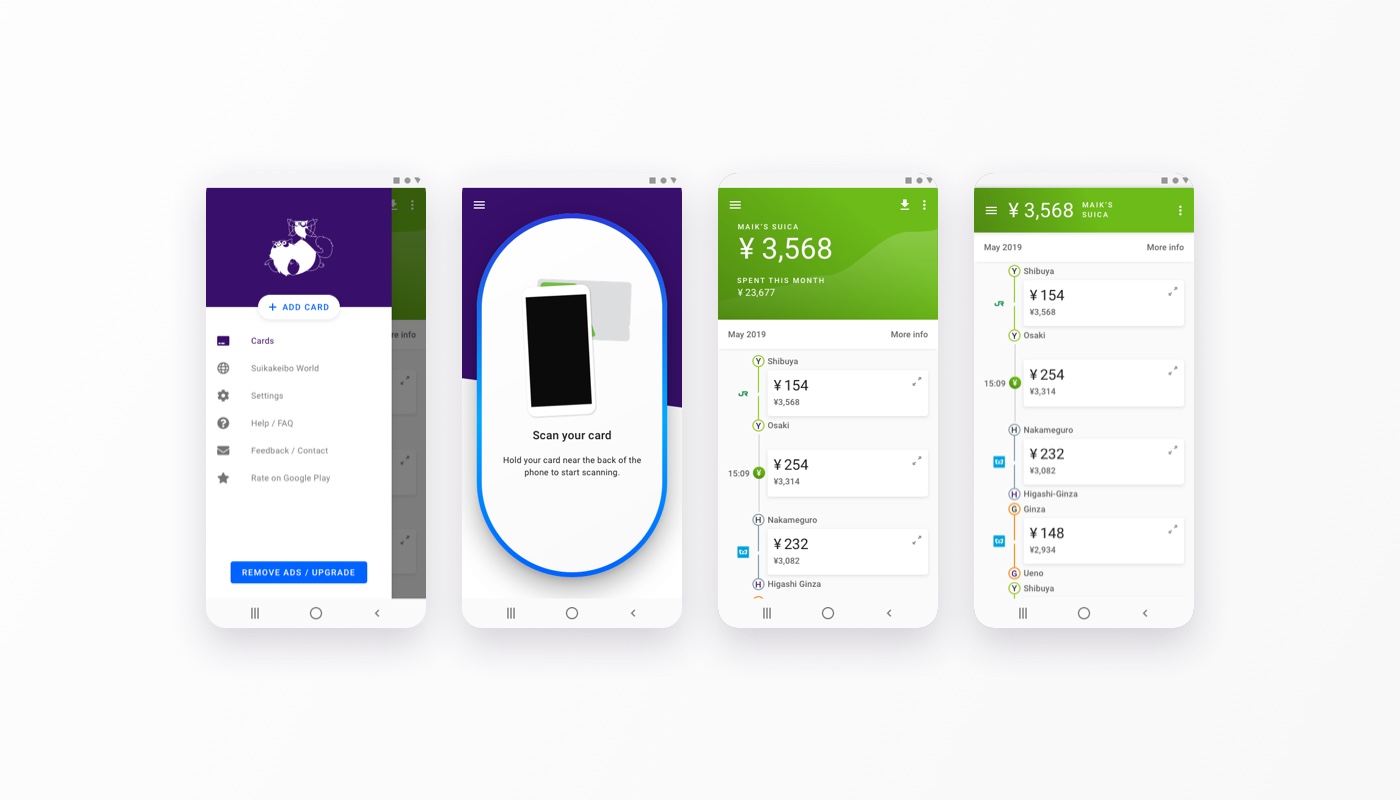 re info
+ ADD CARD
Cards
Suikakeibo World
Settings
Help / FAQ
Feedback / Contact
Rate on Google Play
REMOVE ADS / UPGRADE
Scan your card
Hold your card near the back of the
phone to start scanning.
MAIK'S SUICA
¥ 3,568
SPENT THIS MONTH
¥ 23,677
May 2019 More info
Y Shibuya
¥ 154
JR
¥3,568
Y Osaki
¥ 254
15:09 ¥
¥3,314
H Nakameguro
¥ 232
¥3,082
H Higashi Ginza
¥ 3,568 MAIK'S
SUICA
May 2019 More info
Y Shibuya
¥ 154
JR
¥3,568
Y Osaki
¥ 254
15:09 ¥
¥3,314
H Nakameguro
¥ 232
¥3,082
H Higashi-Ginza
G Ginza
¥ 148
¥2,934
G Ueno
Y Shibuya